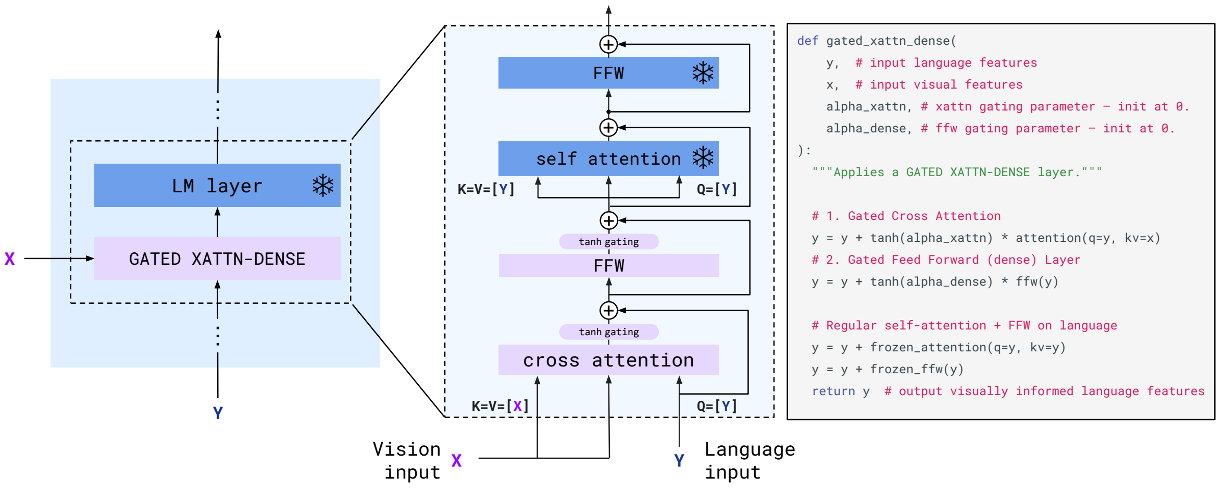 LM layer
X
GATED XATTN-DENSE
Y
FFW
self attention
K=V=[Y]
Q=[Y]
tanh gating
FFW
tanh gating
cross attention
K=V=[X]
Q=[Y]
Vision
input
X
Y
Language
input
def gated_xattn_dense(
y, # input language features
x, # input visual features
alpha_xattn, # xattn gating parameter – init at 0.
alpha_dense, # ffw gating parameter – init at 0.
):
"""Applies a GATED XATTN-DENSE layer."""
# 1. Gated Cross Attention
y = y + tanh(alpha_xattn) * attention(q=y, kv=x)
# 2. Gated Feed Forward (dense) Layer
y = y + tanh(alpha_dense) * ffw(y)
# Regular self-attention + FFW on language
y = y + frozen_attention(q=y, kv=y)
y = y + frozen_ffw(y)
return y # output visually informed language features